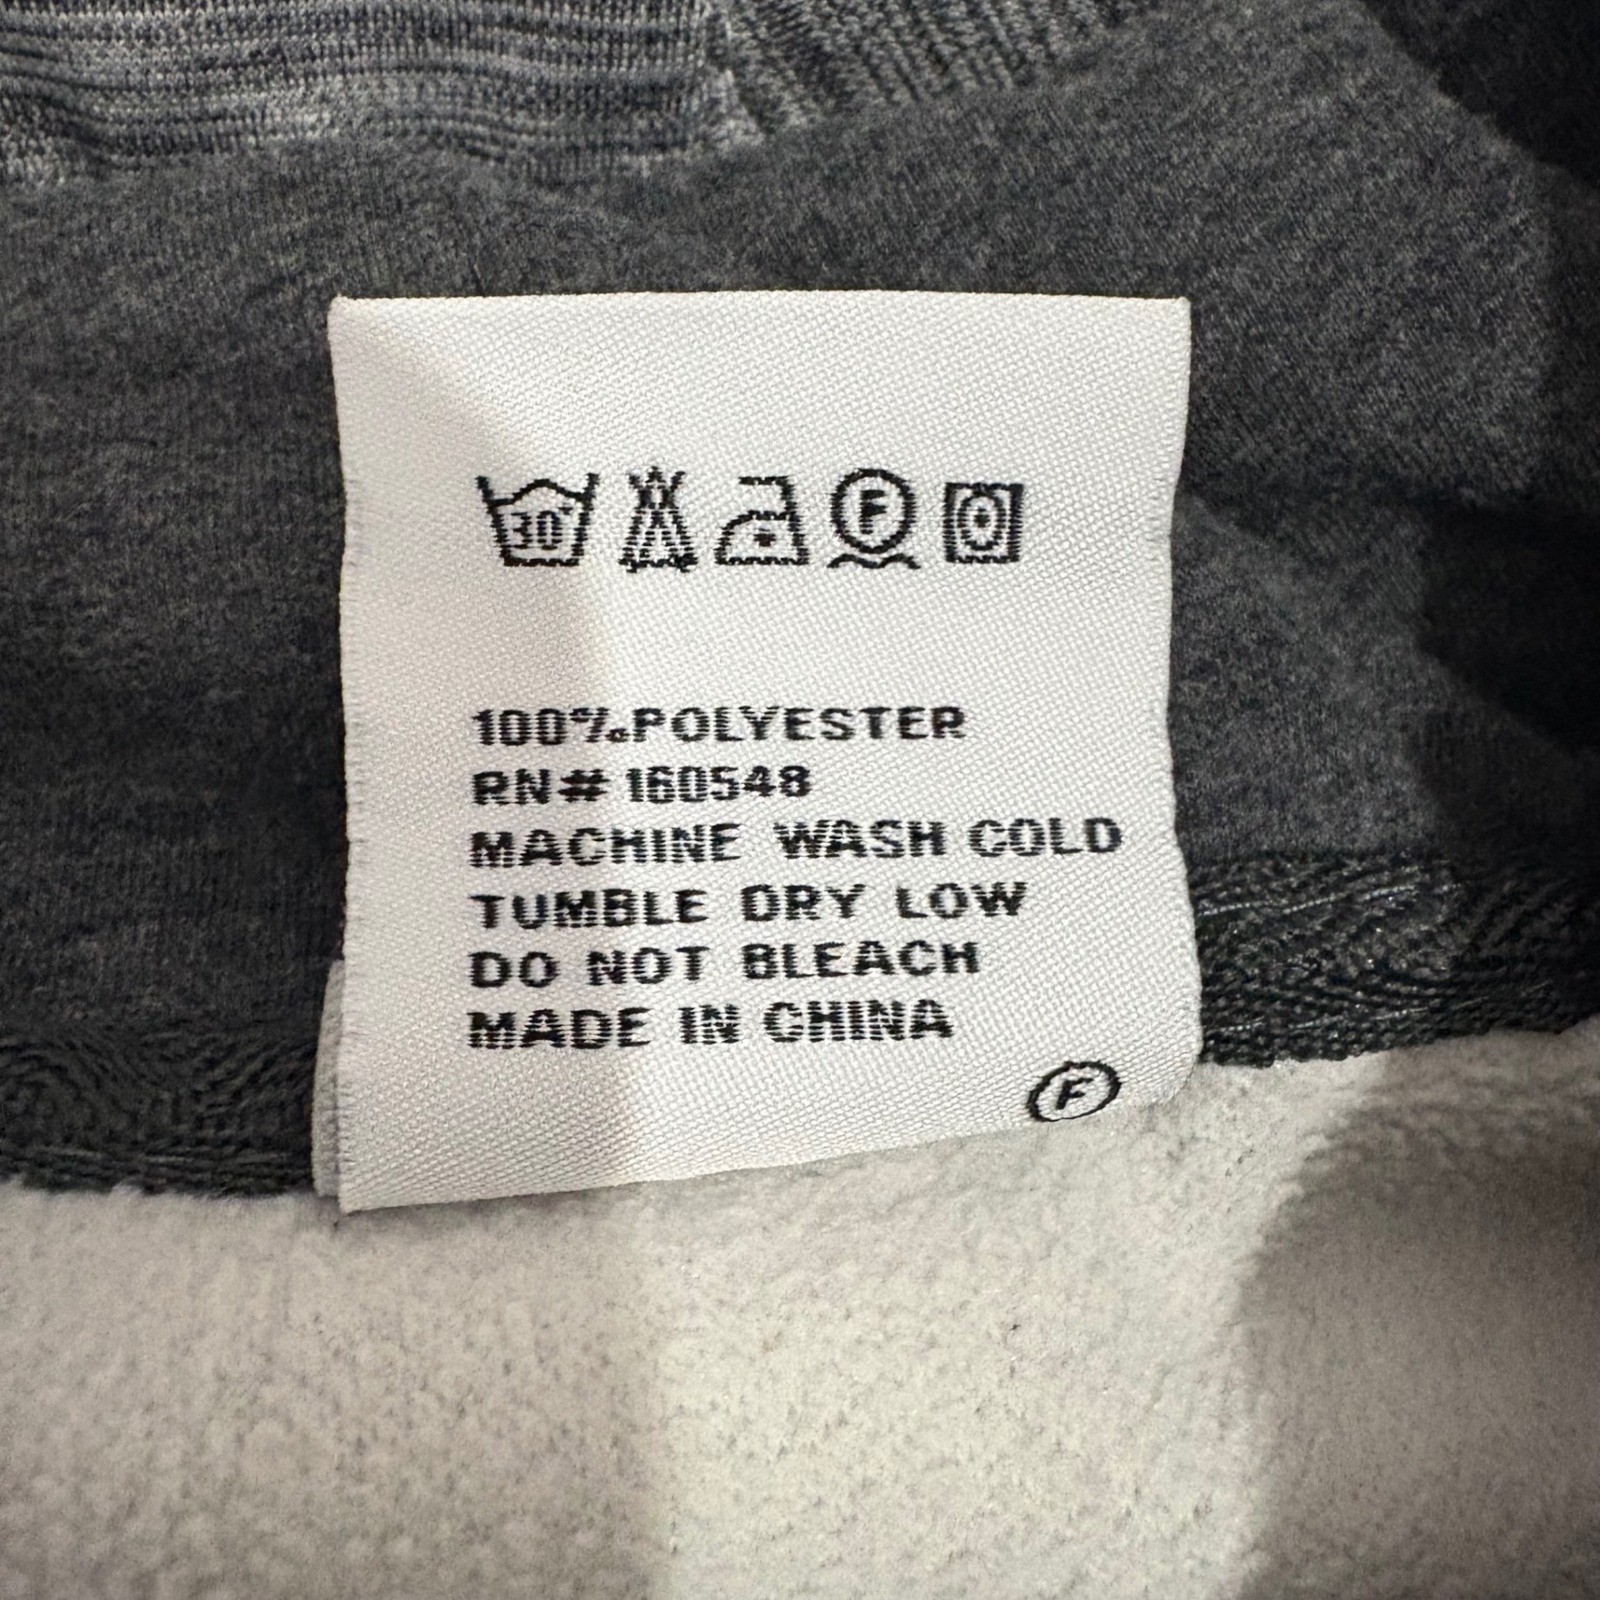 30°
F
100%POLYESTER
RN# 160548
MACHINE WASH COLD
TUMBLE DRY LOW
DO NOT BLEACH
MADE IN CHINA
F